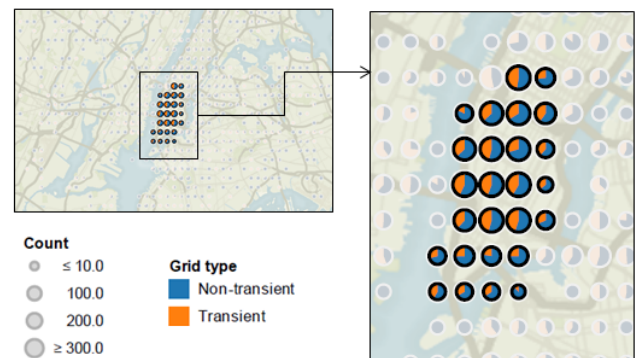 Count
≤ 10.0
100.0
200.0
≥ 300.0
Grid type
Non-transient
Transient